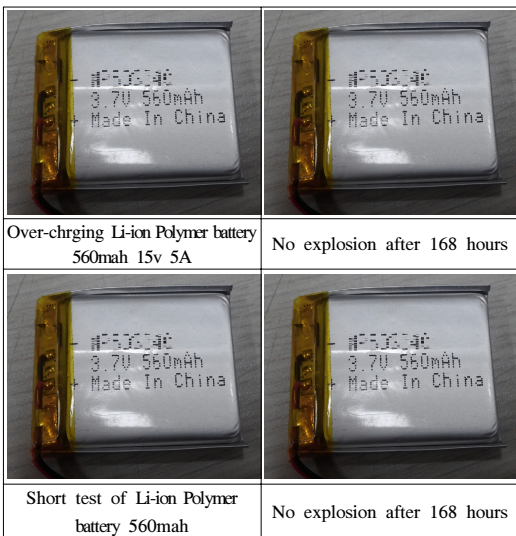 3.7V 560mAh
+ Made In China
3.7V 560mAh
+ Made In China
Over-chrging Li-ion Polymer battery
560mah 15v 5A
No explosion after 168 hours
3.7V 560mAh
+ Made In China
3.7V 560mAh
+ Made In China
Short test of Li-ion Polymer
battery 560mah
No explosion after 168 hours